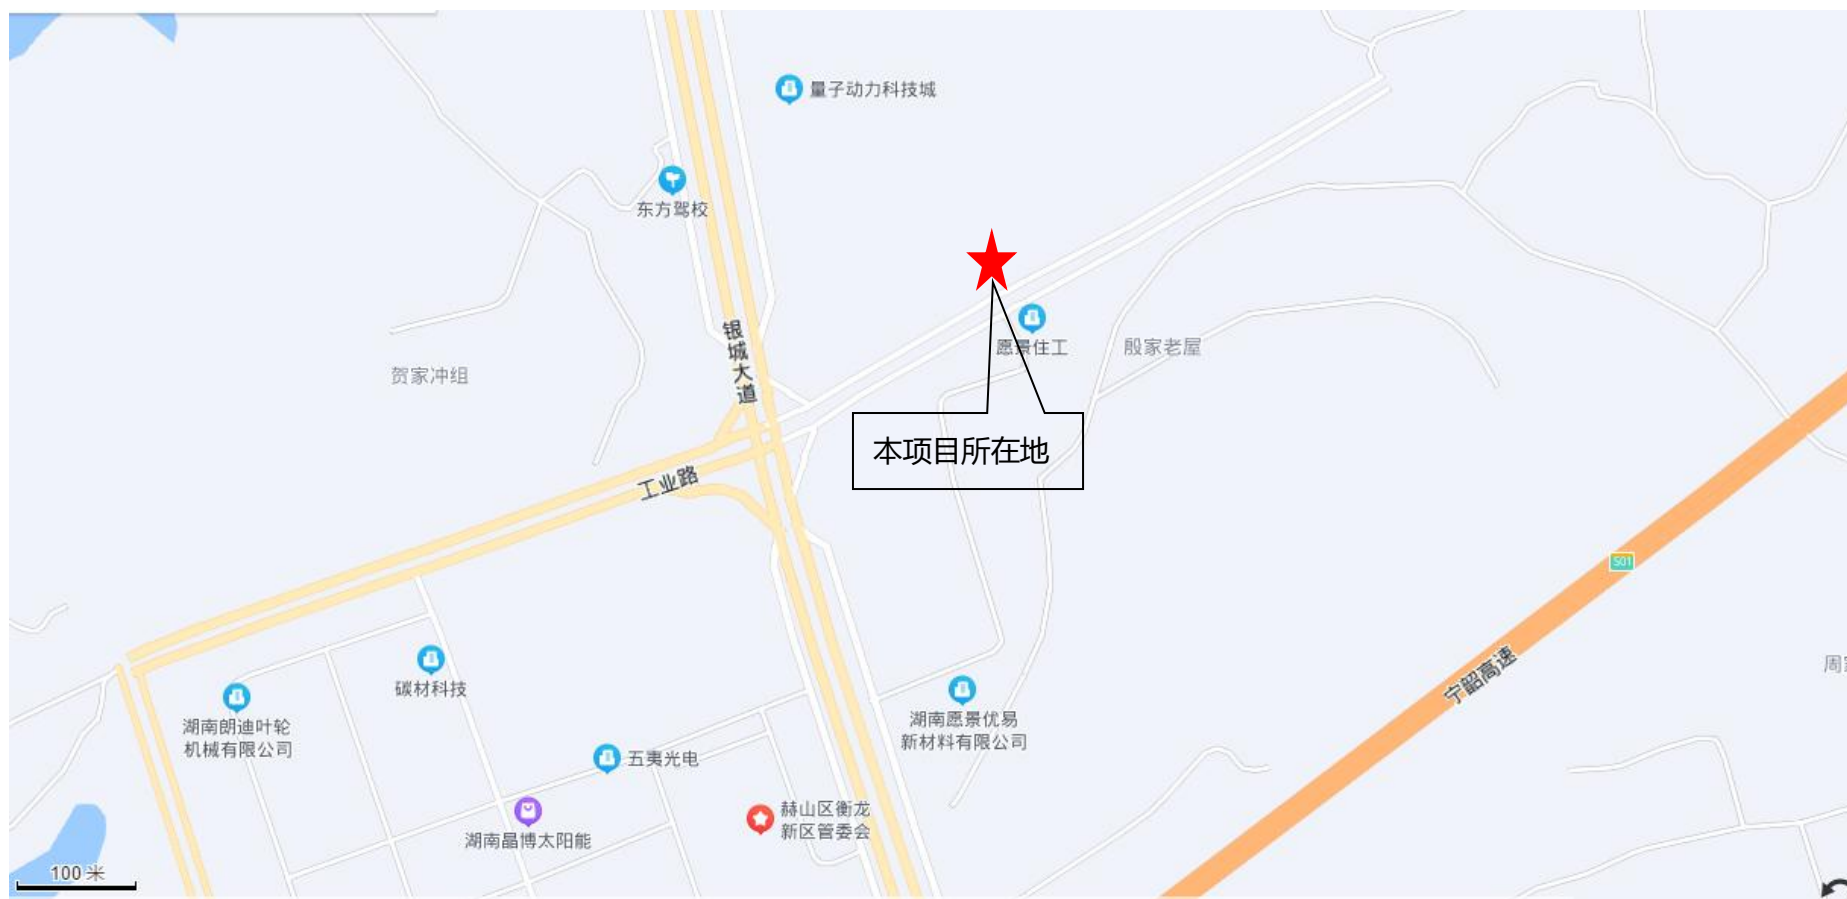 量子动力科技城
东方驾校
银城大道
愿景住工
殷家老屋
贺家冲组
本项目所在地
工业路
S01
宁韶高速
碳材科技
湖南朗迪叶轮
机械有限公司
湖南愿景优易
新材料有限公司
五夷光电
湖南晶博太阳能
赫山区衡龙
新区管委会
周
100 米